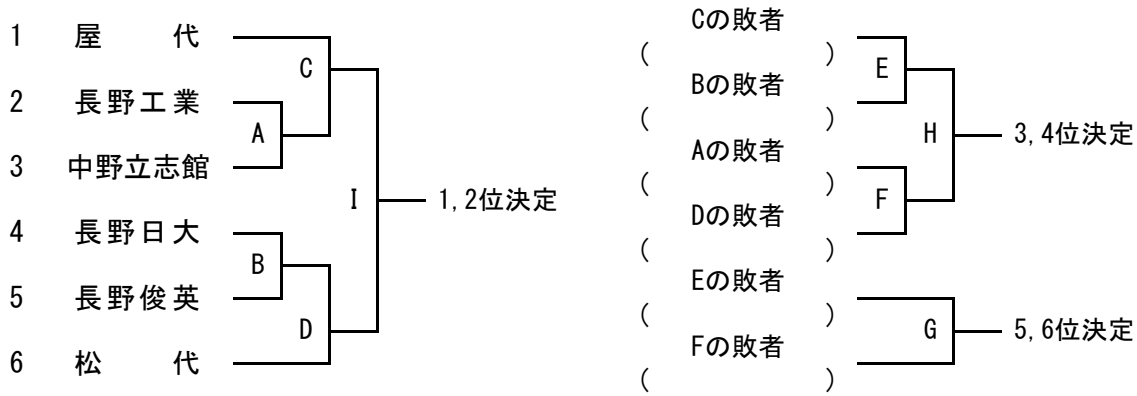 1 屋 代
C
2 長野工業
A
3 中野立志館
I 1,2位決定
4 長野日大
B
5 長野俊英
D
6 松 代
Cの敗者
( )
E
Bの敗者
( )
H 3,4位決定
Aの敗者
( )
F
Dの敗者
( )
Eの敗者
( )
G 5,6位決定
Fの敗者
( )